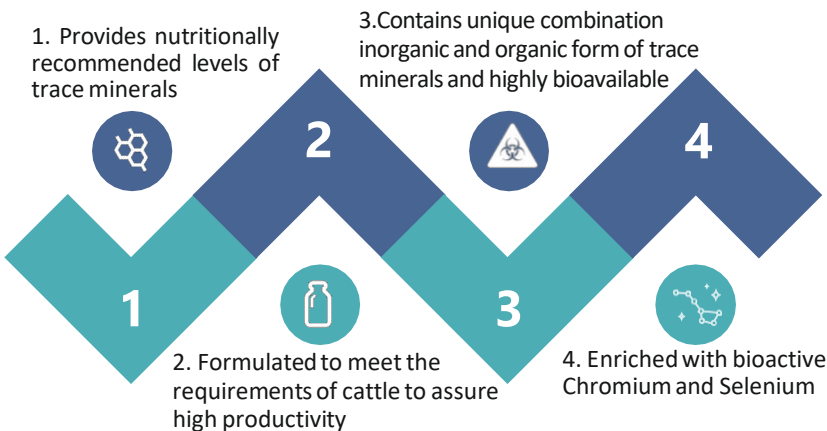 1. Provides nutritionally
recommended levels of
trace minerals
3.Contains unique combination
inorganic and organic form of trace
minerals and highly bioavailable
2
4
1
3
2. Formulated to meet the
requirements of cattle to assure
high productivity
4. Enriched with bioactive
Chromium and Selenium